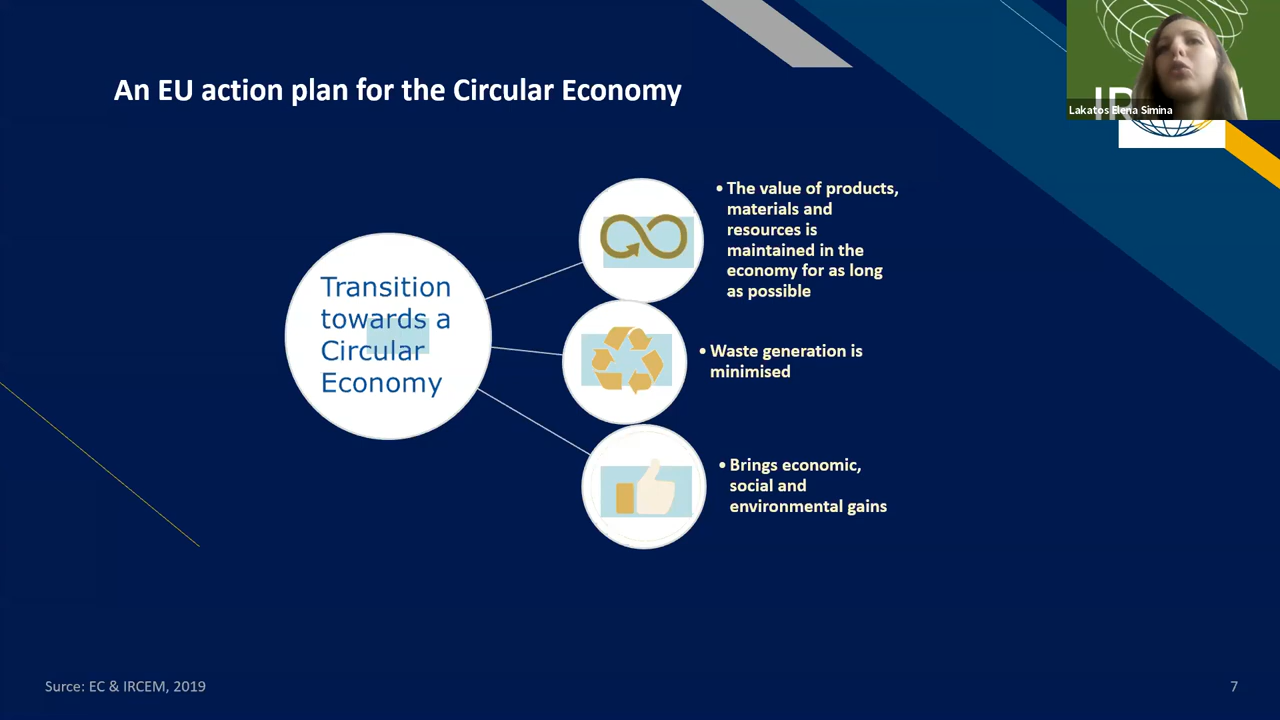 An EU action plan for the Circular Economy
Lakatos Elena Simina
Transition
towards a
Circular
Economy
• The value of products,
materials and
resources is
maintained in the
economy for as long
as possible
• Waste generation is
minimised
• Brings economic,
social and
environmental gains
Surce: EC & IRCEM, 2019
7